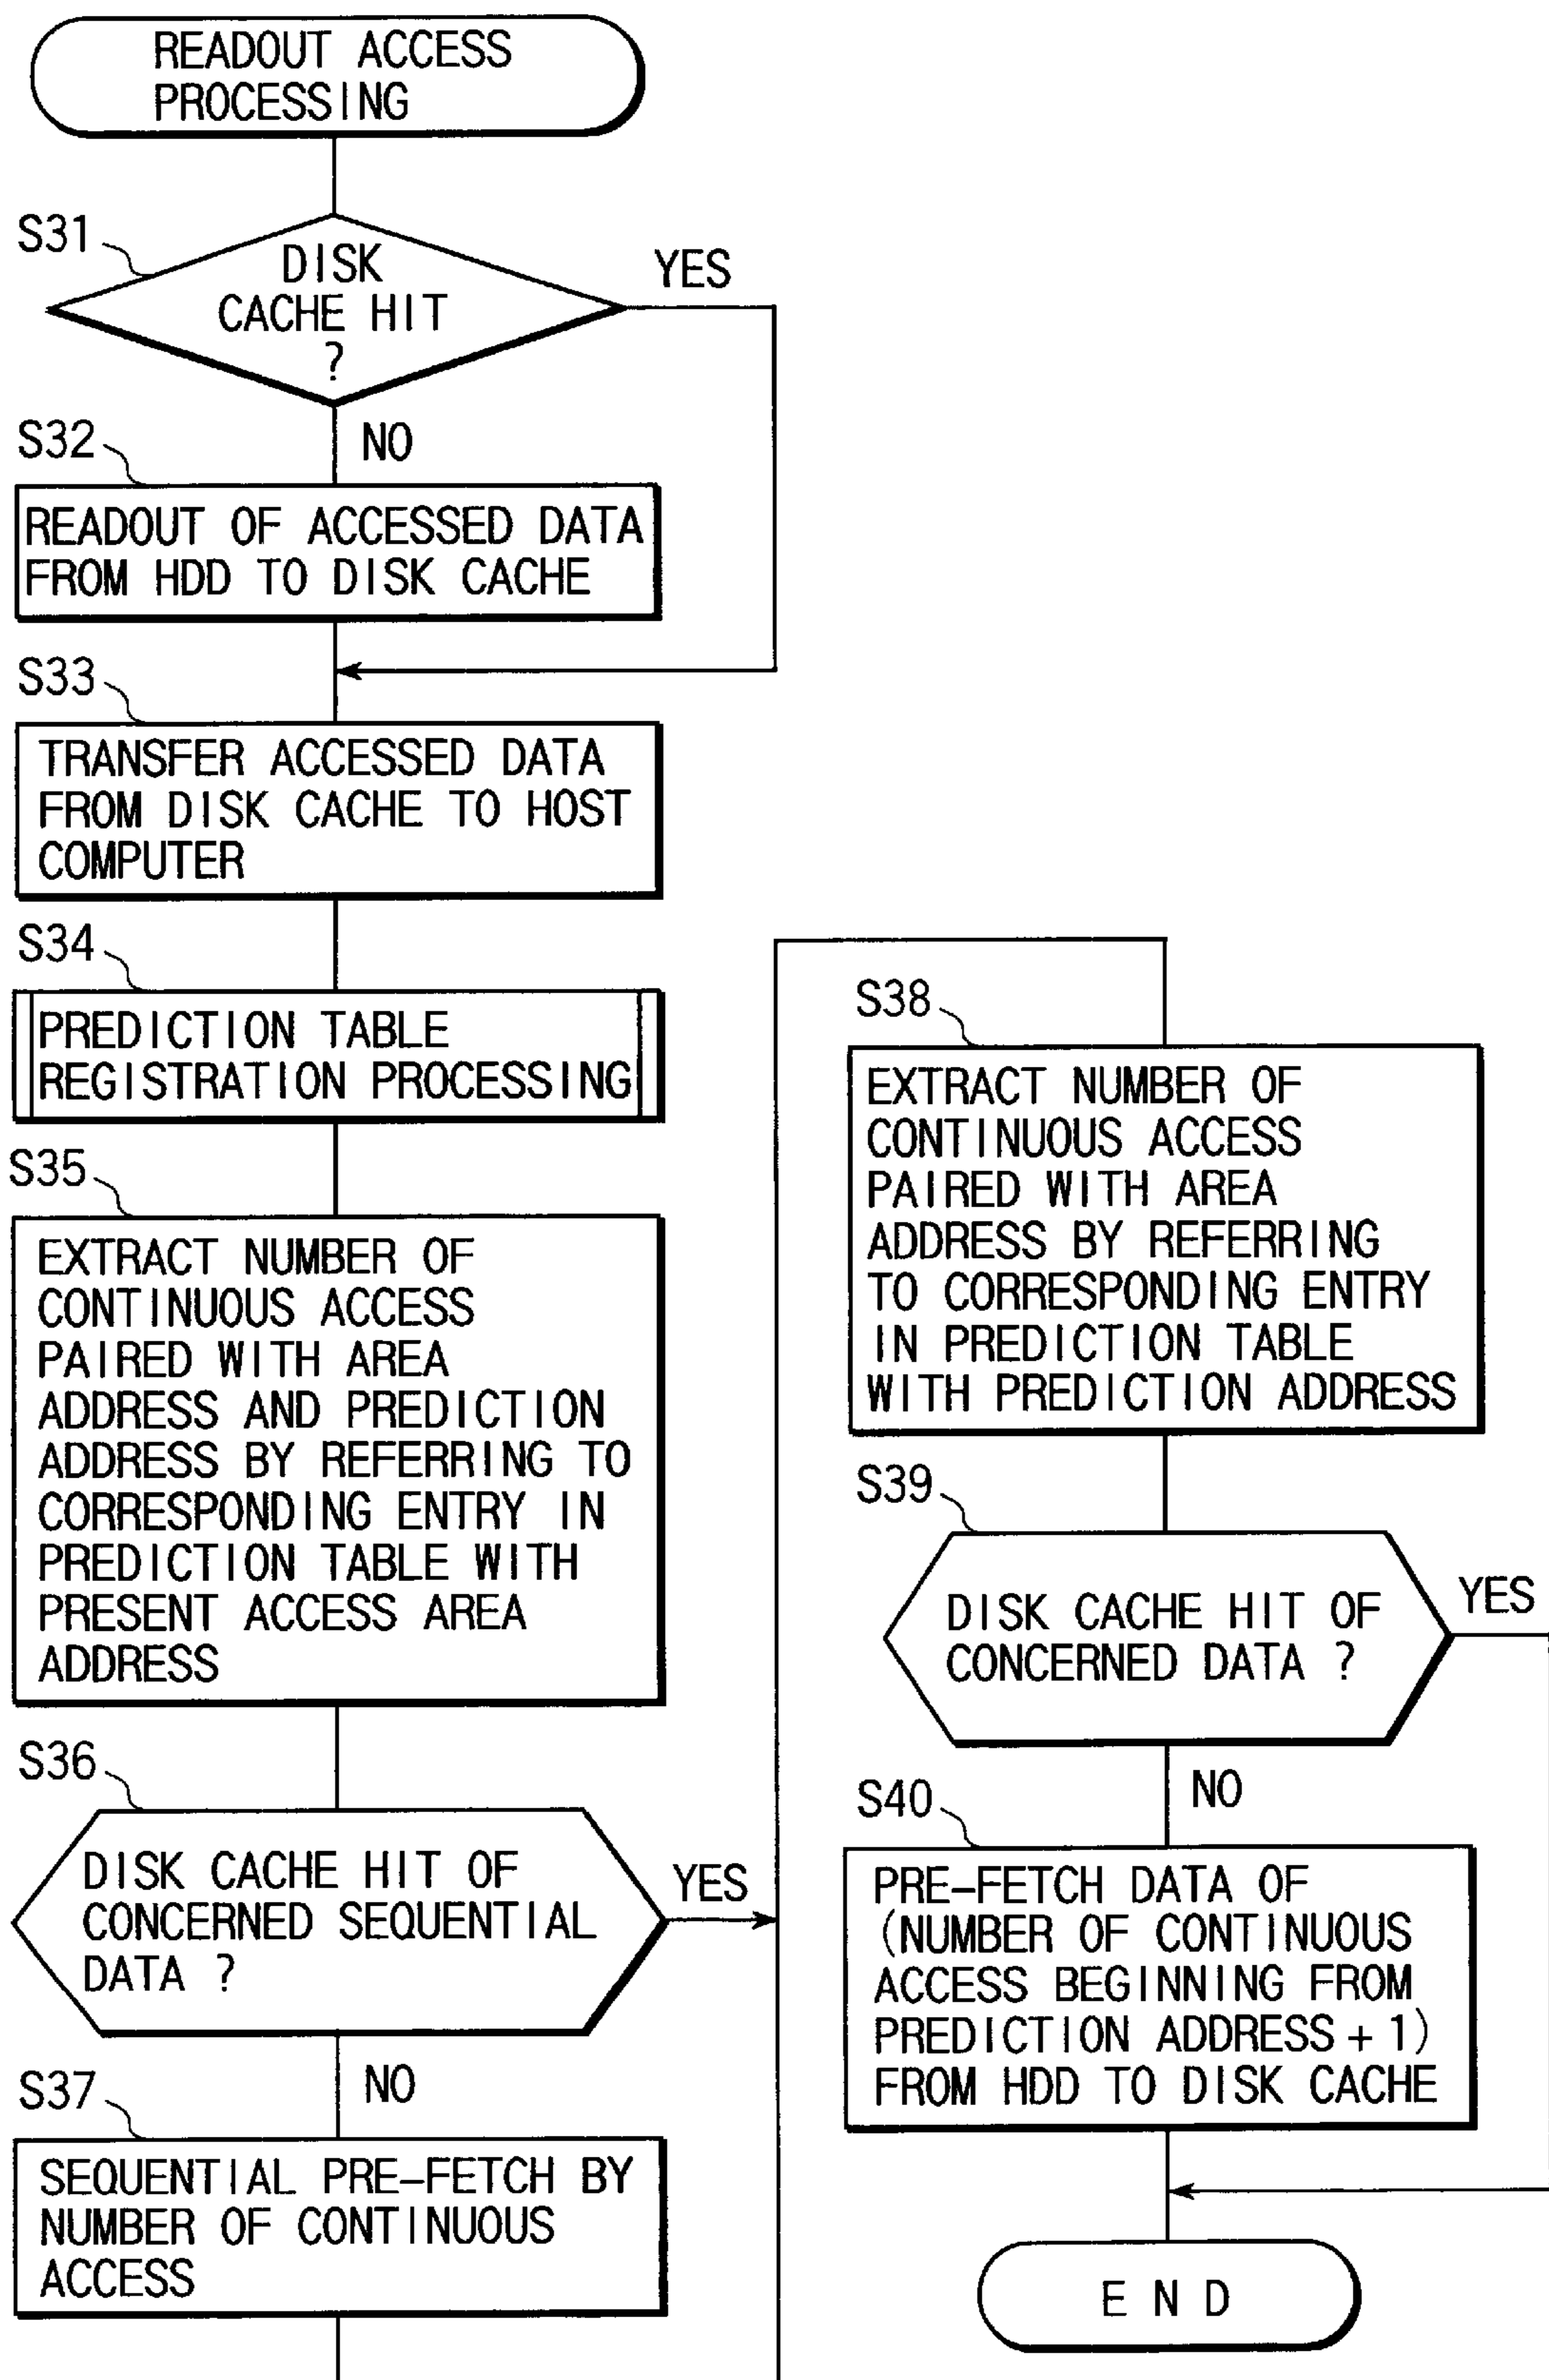 READOUT ACCESS
PROCESSING
S31
DISK
CACHE HIT
?
YES
S32
NO
READOUT OF ACCESSED DATA
FROM HDD TO DISK CACHE
S33
TRANSFER ACCESSED DATA
FROM DISK CACHE TO HOST
COMPUTER
S34
PREDICTION TABLE
REGISTRATION PROCESSING
S35
EXTRACT NUMBER OF
CONTINUOUS ACCESS
PAIRED WITH AREA
ADDRESS AND PREDICTION
ADDRESS BY REFERRING TO
CORRESPONDING ENTRY IN
PREDICTION TABLE WITH
PRESENT ACCESS AREA
ADDRESS
S36
DISK CACHE HIT OF
CONCERNED SEQUENTIAL
DATA ?
YES
NO
S37
SEQUENTIAL PRE-FETCH BY
NUMBER OF CONTINUOUS
ACCESS
S38
EXTRACT NUMBER OF
CONTINUOUS ACCESS
PAIRED WITH AREA
ADDRESS BY REFERRING
TO CORRESPONDING ENTRY
IN PREDICTION TABLE
WITH PREDICTION ADDRESS
S39
DISK CACHE HIT OF
CONCERNED DATA ?
YES
NO
S40
PRE-FETCH DATA OF
(NUMBER OF CONTINUOUS
ACCESS BEGINNING FROM
PREDICTION ADDRESS + 1)
FROM HDD TO DISK CACHE
END